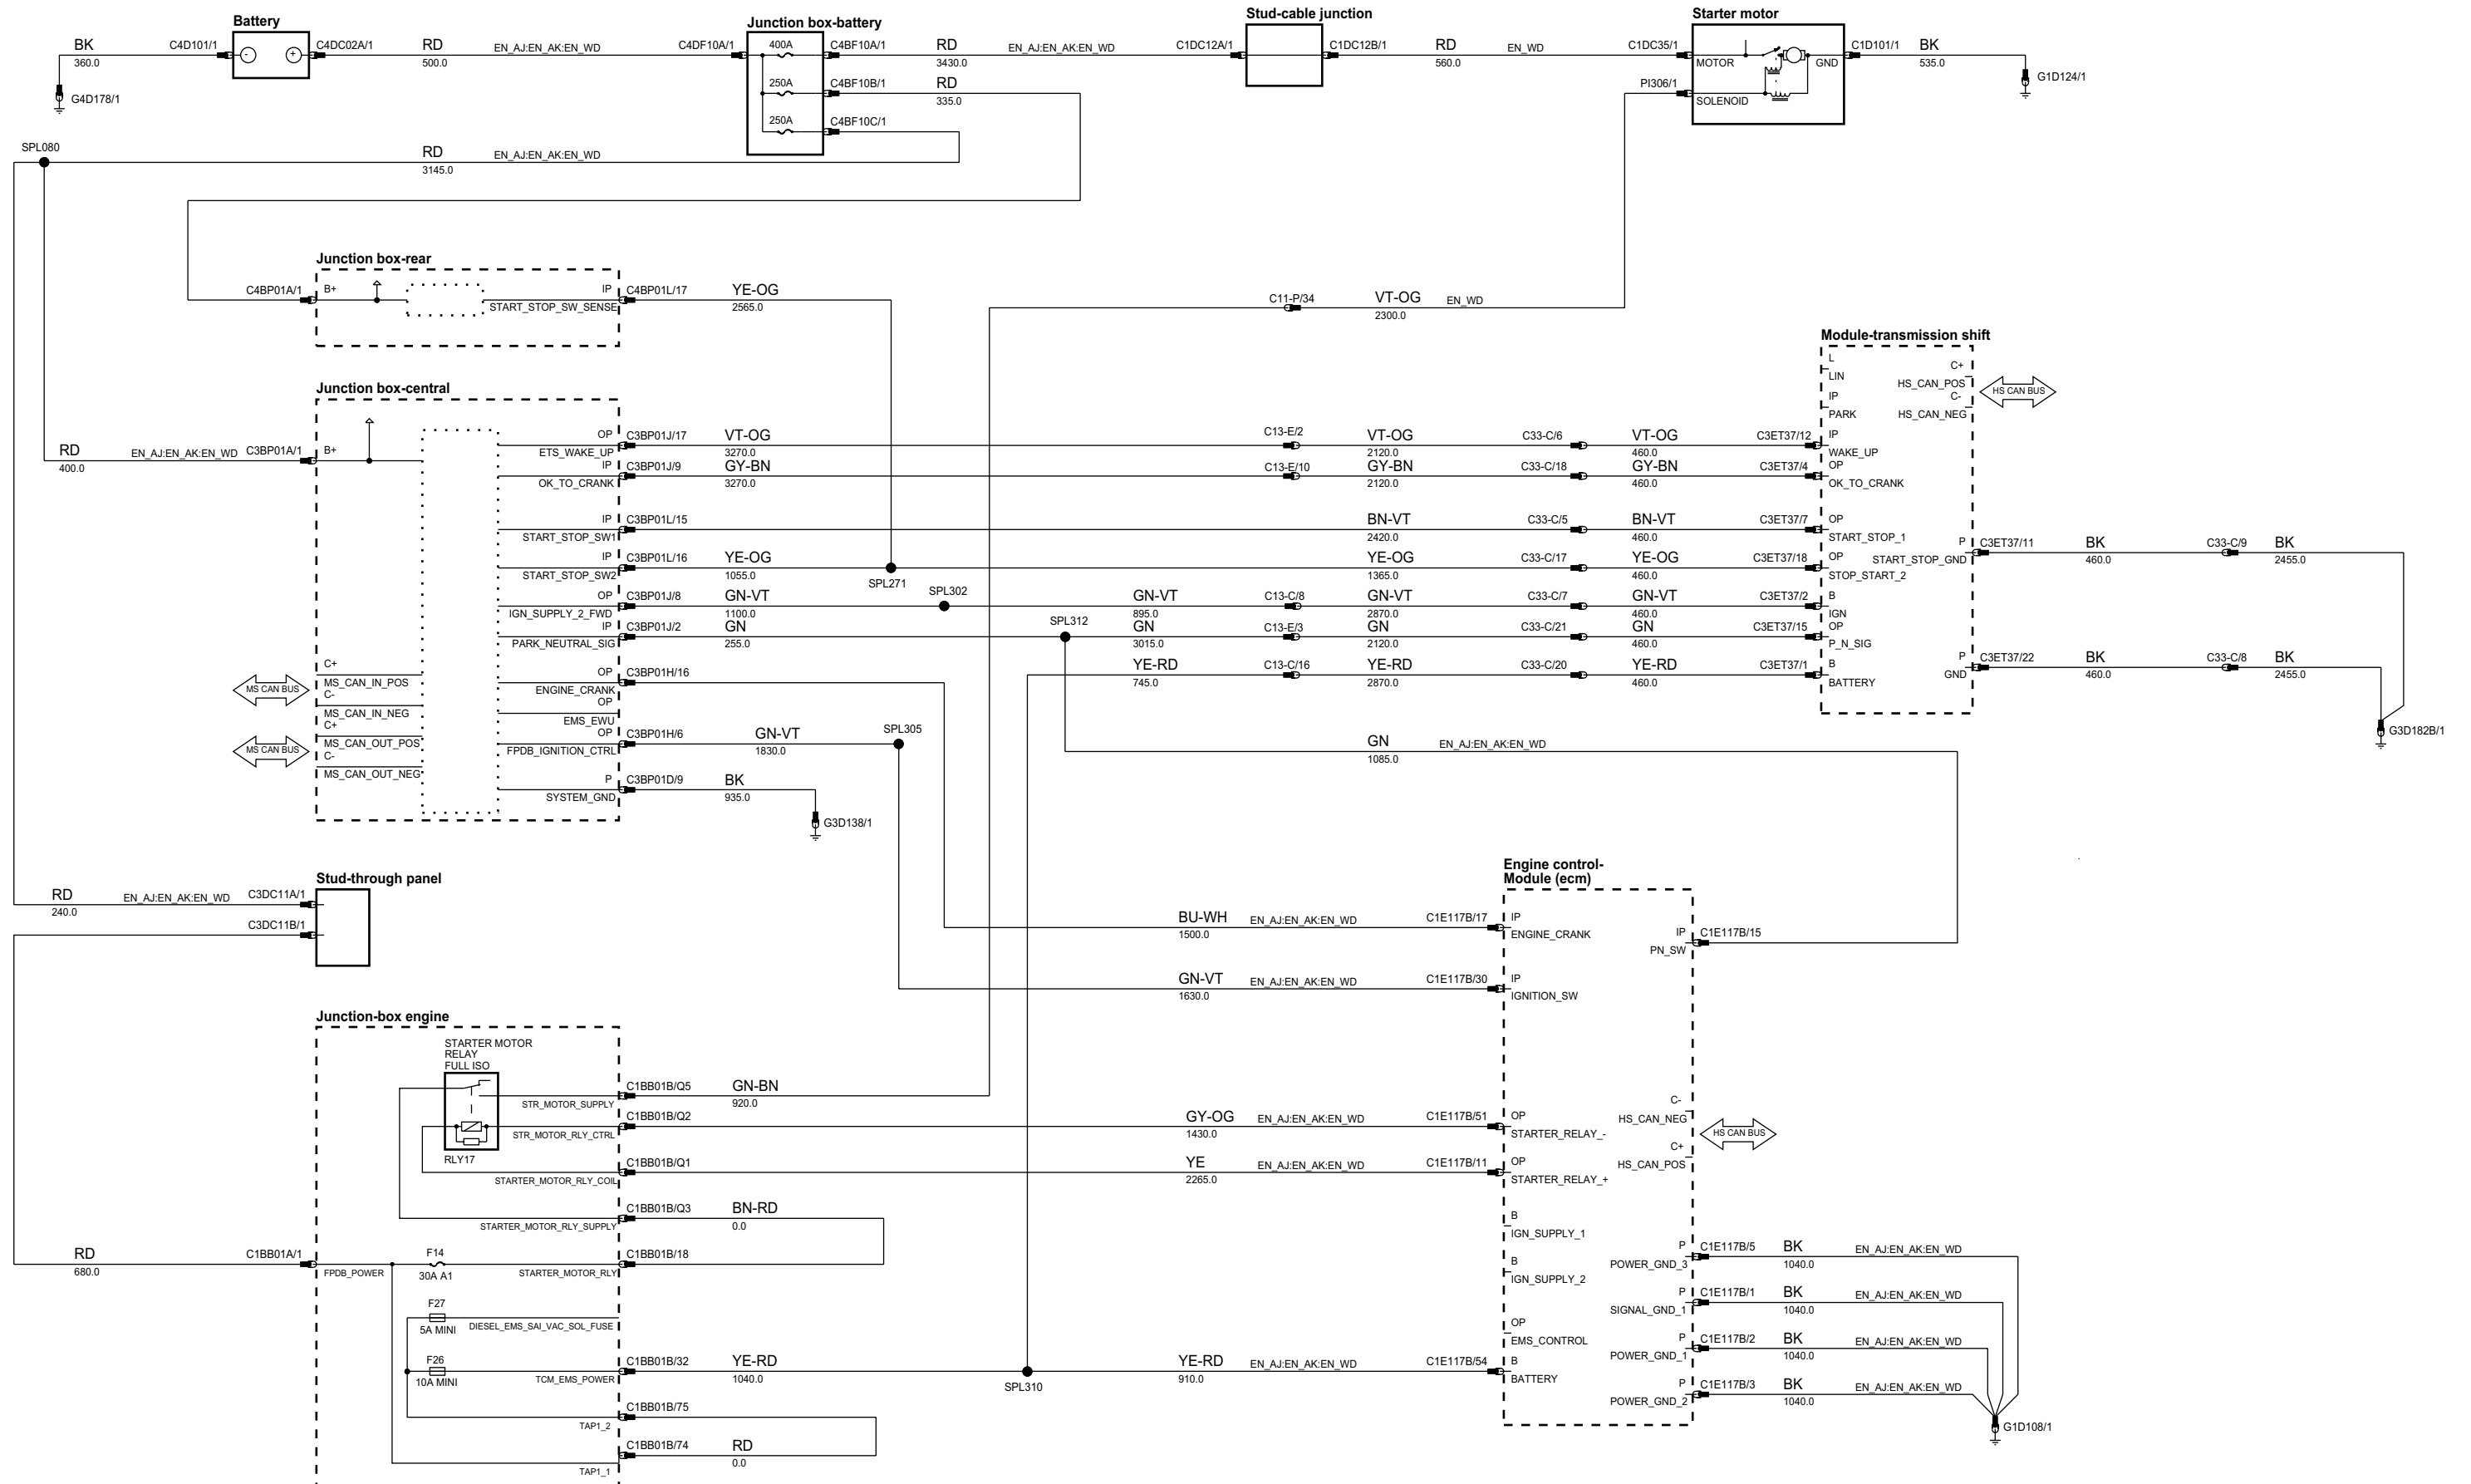 Battery
BK
360.0
C4D101/1
-
+
C4DC02A/1
RD
500.0
EN_AJ:EN_AK:EN_WD
C4DF10A/1
G4D178/1
Junction box-battery
400A
250A
250A
C4BF10A/1
RD
3430.0
EN_AJ:EN_AK:EN_WD
C1DC12A/1
C4BF10B/1
RD
335.0
C4BF10C/1
Stud-cable junction
C1DC12B/1
RD
560.0
EN_WD
C1DC35/1
PI306/1
Starter motor
MOTOR
GND
SOLENOID
C1D101/1
BK
535.0
G1D124/1
SPL080
RD
3145.0
EN_AJ:EN_AK:EN_WD
Junction box-rear
C4BP01A/1
B+
IP
START_STOP_SW_SENSE
C4BP01L/17
YE-OG
2565.0
C11-P/34
VT-OG
2300.0
EN_WD
Junction box-central
RD
400.0
EN_AJ:EN_AK:EN_WD
C3BP01A/1
B+
OP
ETS_WAKE_UP
C3BP01J/17
VT-OG
3270.0
C13-E/2
VT-OG
2120.0
C33-C/6
VT-OG
460.0
C3ET37/12
IP
OK_TO_CRANK
C3BP01J/9
GY-BN
3270.0
C13-E/10
GY-BN
2120.0
C33-C/18
GY-BN
460.0
C3ET37/4
IP
START_STOP_SW1
C3BP01L/15
BN-VT
2420.0
C33-C/5
BN-VT
460.0
C3ET37/7
IP
START_STOP_SW2
C3BP01L/16
YE-OG
1055.0
SPL271
YE-OG
1365.0
C33-C/17
YE-OG
460.0
C3ET37/18
OP
IGN_SUPPLY_2_FWD
C3BP01J/8
GN-VT
1100.0
SPL302
GN-VT
895.0
C13-C/8
GN-VT
2870.0
C33-C/7
GN-VT
460.0
C3ET37/2
IP
PARK_NEUTRAL_SIG
C3BP01J/2
GN
255.0
SPL312
GN
3015.0
C13-E/3
GN
2120.0
C33-C/21
GN
460.0
C3ET37/15
YE-RD
745.0
C13-C/16
YE-RD
2870.0
C33-C/20
YE-RD
460.0
C3ET37/1
Module-transmission shift
L
LIN
IP
PARK
IP
WAKE_UP
OP
OK_TO_CRANK
OP
START_STOP_1
OP
STOP_START_2
B
IGN
OP
P_N_SIG
B
BATTERY
C+
HS_CAN_POS
C-
HS_CAN_NEG
HS CAN BUS
P
START_STOP_GND
C3ET37/11
BK
460.0
C33-C/9
BK
2455.0
P
GND
C3ET37/22
BK
460.0
C33-C/8
BK
2455.0
G3D182B/1
MS CAN BUS
C+
MS_CAN_IN_POS
C-
MS_CAN_IN_NEG
MS CAN BUS
C+
MS_CAN_OUT_POS
C-
MS_CAN_OUT_NEG
OP
ENGINE_CRANK
C3BP01H/16
OP
EMS_EWU
OP
FPDB_IGNITION_CTRL
C3BP01H/6
GN-VT
1830.0
SPL305
P
SYSTEM_GND
C3BP01D/9
BK
935.0
G3D138/1
GN
1085.0
EN_AJ:EN_AK:EN_WD
Stud-through panel
RD
240.0
EN_AJ:EN_AK:EN_WD
C3DC11A/1
C3DC11B/1
Engine control-
Module (ecm)
BU-WH
1500.0
EN_AJ:EN_AK:EN_WD
C1E117B/17
IP
ENGINE_CRANK
IP
PN_SW
C1E117B/15
GN-VT
1630.0
EN_AJ:EN_AK:EN_WD
C1E117B/30
IP
IGNITION_SW
Junction-box engine
STARTER MOTOR
RELAY
FULL ISO
RLY17
STR_MOTOR_SUPPLY
C1BB01B/Q5
GN-BN
920.0
STR_MOTOR_RLY_CTRL
C1BB01B/Q2
GY-OG
1430.0
EN_AJ:EN_AK:EN_WD
C1E117B/51
OP
STARTER_RELAY_-
STARTER_MOTOR_RLY_COIL
C1BB01B/Q1
YE
2265.0
EN_AJ:EN_AK:EN_WD
C1E117B/11
OP
STARTER_RELAY_+
C-
HS_CAN_NEG
C+
HS_CAN_POS
HS CAN BUS
STARTER_MOTOR_RLY_SUPPLY
C1BB01B/Q3
BN-RD
0.0
B
IGN_SUPPLY_1
RD
680.0
C1BB01A/1
FPDB_POWER
F14
30A A1
STARTER_MOTOR_RLY
C1BB01B/18
B
IGN_SUPPLY_2
P
POWER_GND_3
C1E117B/5
BK
1040.0
EN_AJ:EN_AK:EN_WD
F27
5A MINI
DIESEL_EMS_SAI_VAC_SOL_FUSE
P
SIGNAL_GND_1
C1E117B/1
BK
1040.0
EN_AJ:EN_AK:EN_WD
OP
EMS_CONTROL
P
POWER_GND_1
C1E117B/2
BK
1040.0
EN_AJ:EN_AK:EN_WD
F26
10A MINI
TCM_EMS_POWER
C1BB01B/32
YE-RD
1040.0
SPL310
YE-RD
910.0
EN_AJ:EN_AK:EN_WD
C1E117B/54
B
BATTERY
P
POWER_GND_2
C1E117B/3
BK
1040.0
EN_AJ:EN_AK:EN_WD
G1D108/1
TAP1_2
C1BB01B/75
TAP1_1
C1BB01B/74
RD
0.0